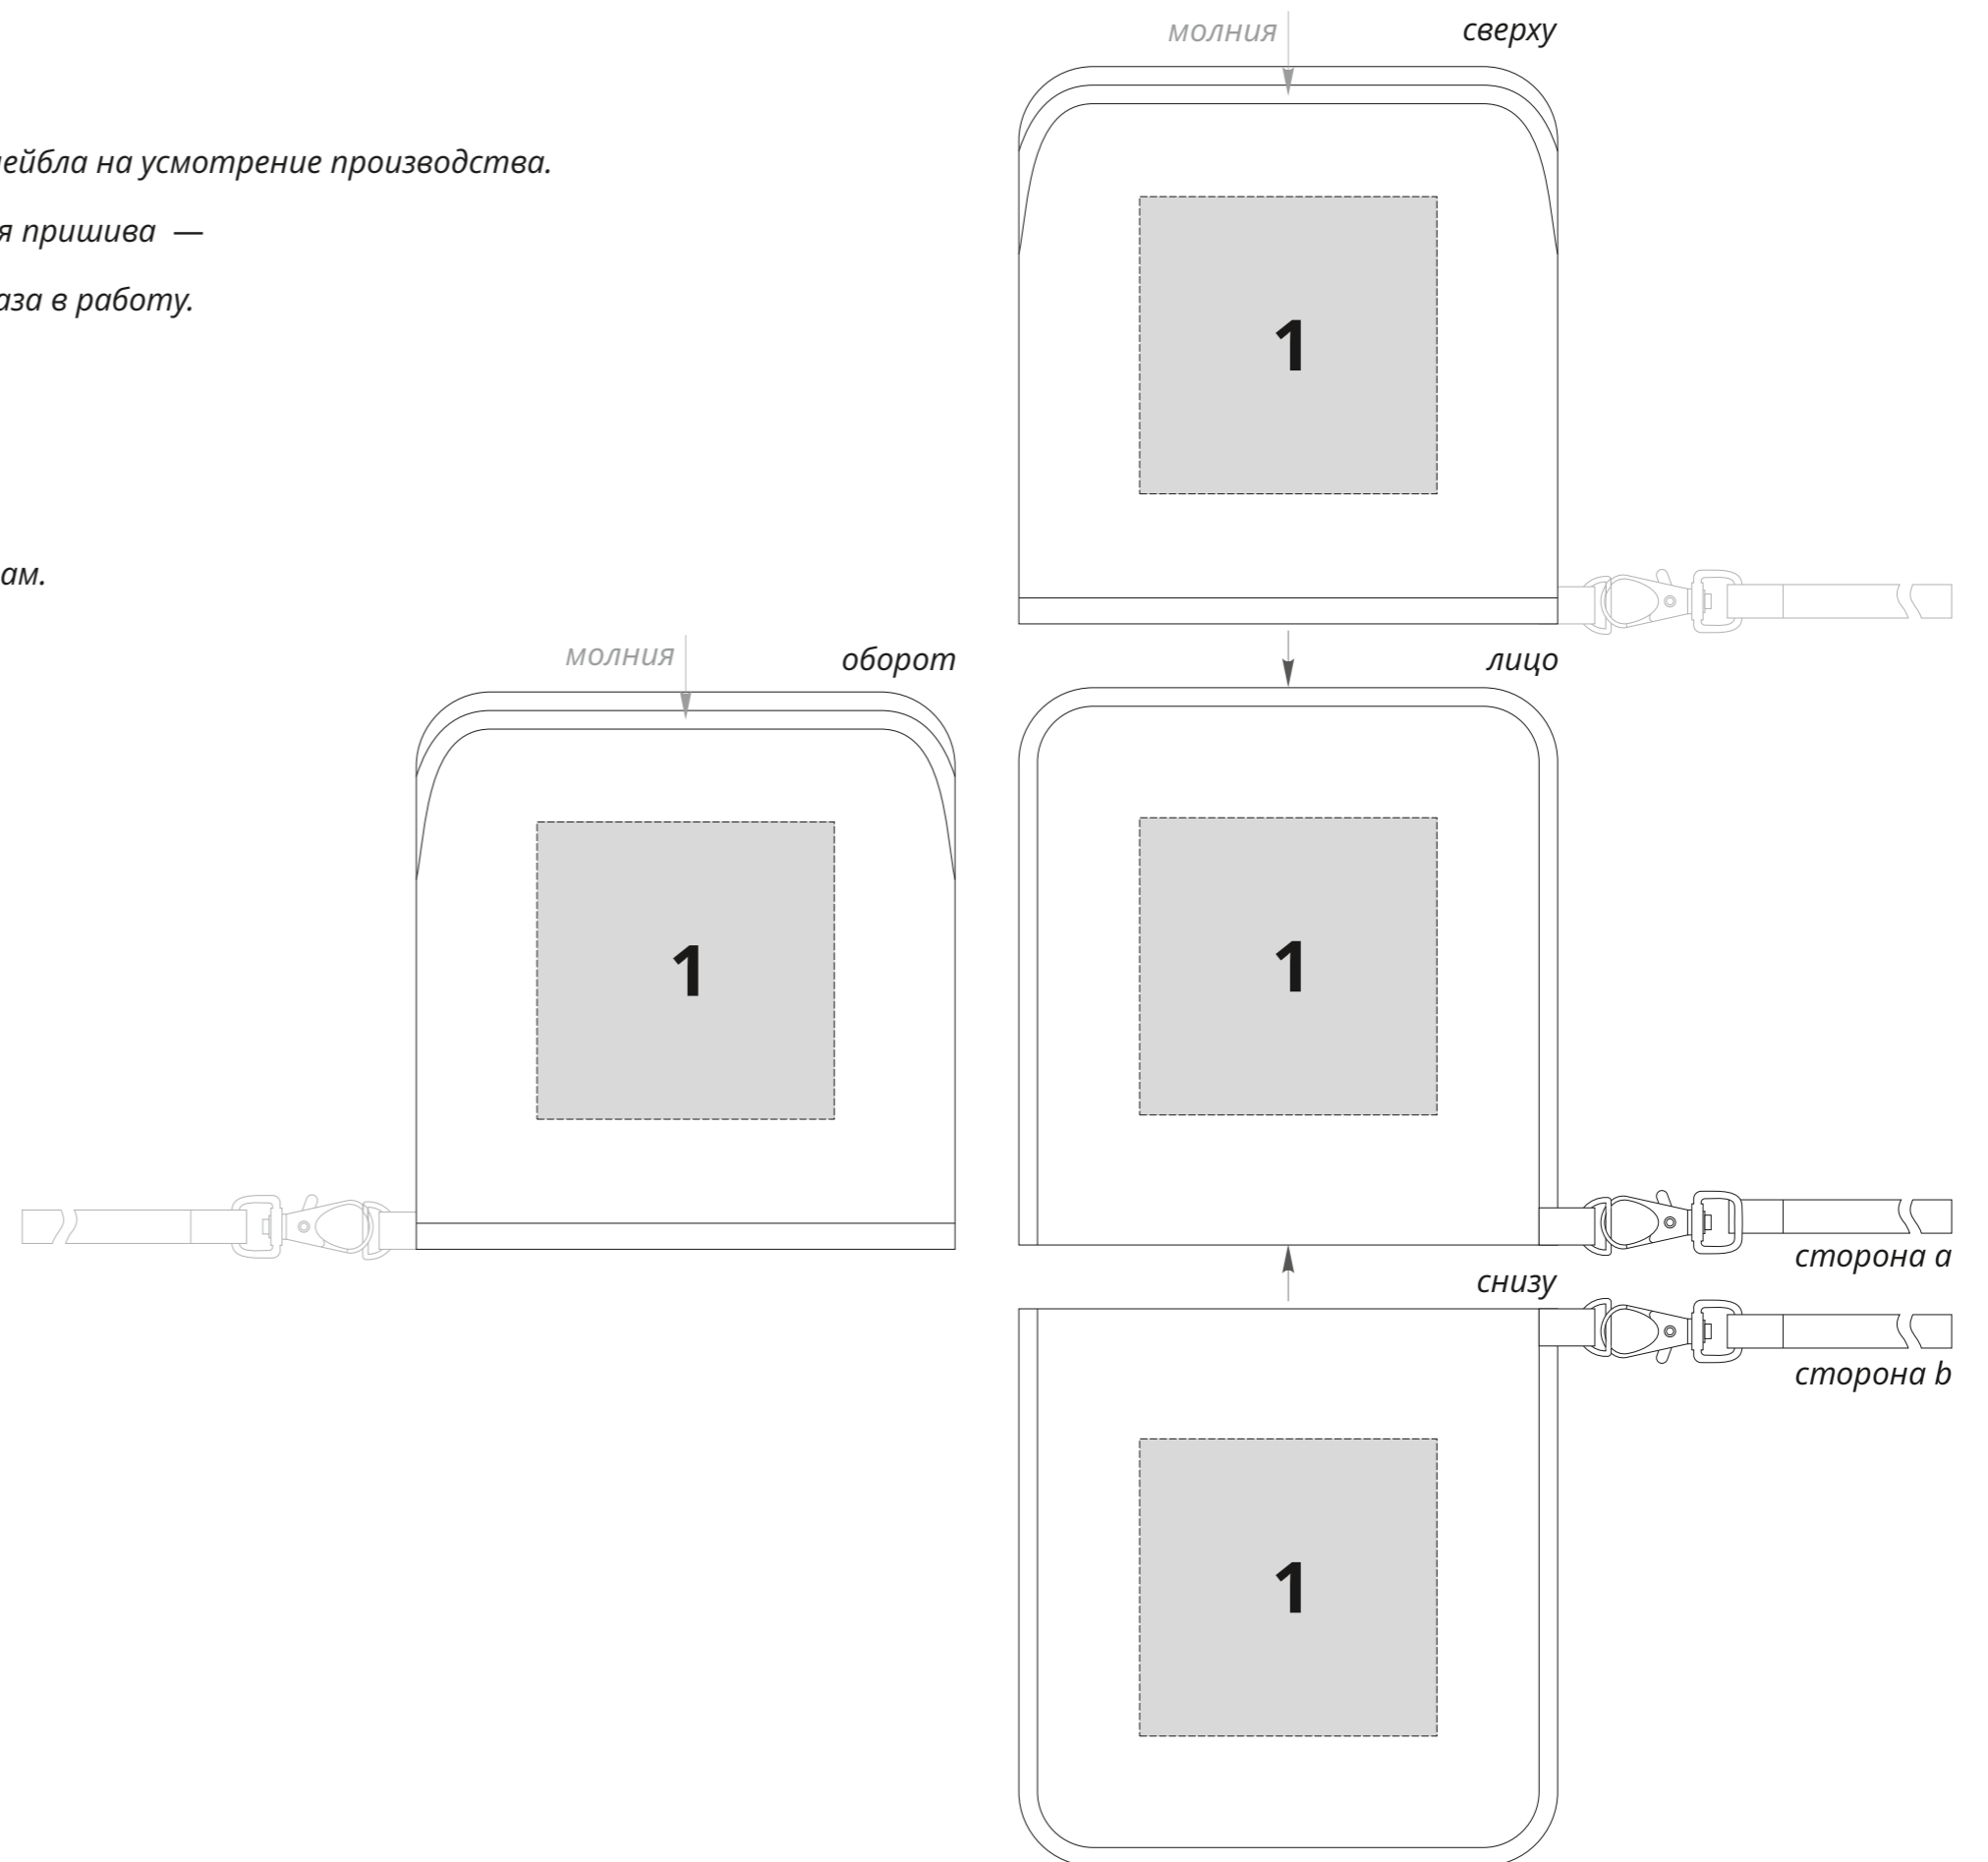 молния
сверху
лейбла на усмотрение производства.
я пришива —
аза в работу.
1
ам.
молния
оборот
лицо
1
1
сторона a
снизу
сторона b
1